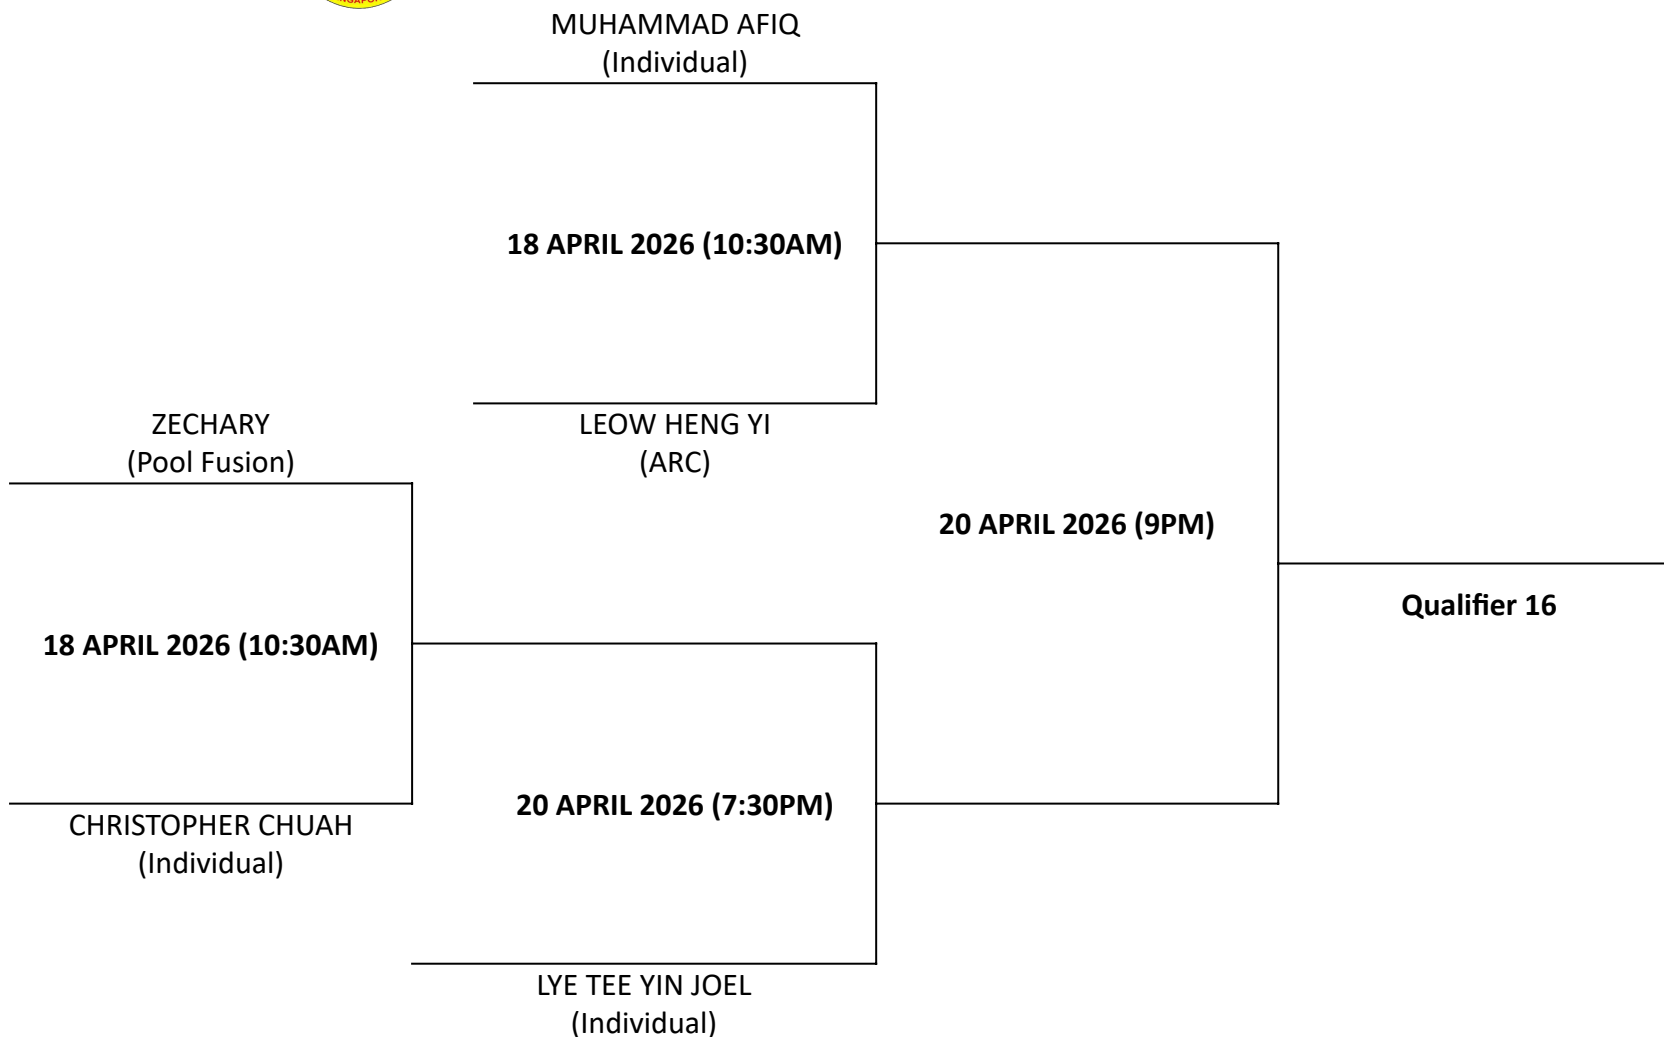 MUHAMMAD AFIQ
(Individual)
18 APRIL 2026 (10:30AM)
LEOW HENG YI
(ARC)
ZECHARY
(Pool Fusion)
20 APRIL 2026 (9PM)
Qualifier 16
18 APRIL 2026 (10:30AM)
20 APRIL 2026 (7:30PM)
CHRISTOPHER CHUAH
(Individual)
LYE TEE YIN JOEL
(Individual)